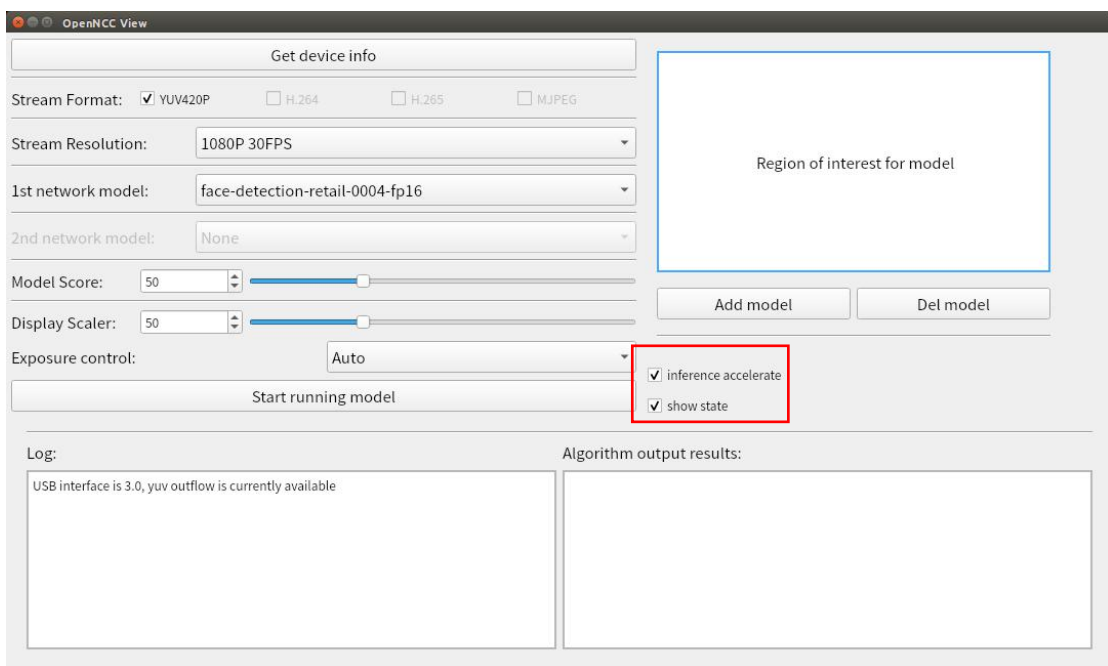 OpenNCC View
Get device info
Stream Format: YUV420P H.264 H.265 MJPEG
Stream Resolution: 1080P 30FPS
1st network model: face-detection-retail-0004-fp16
2nd network model: None
Model Score: 50
Display Scaler: 50
Exposure control: Auto
Start running model
Region of interest for model
Add model Del model
inference accelerate
show state
Log:
USB interface is 3.0, yuv outflow is currently available
Algorithm output results: